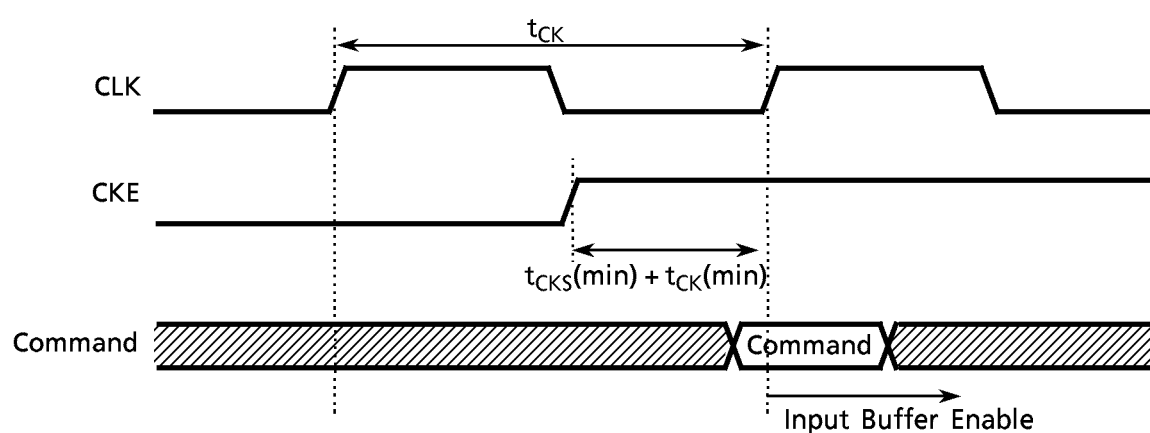 tCK
CLK
CKE
tCKS(min) + tCK(min)
Command
Command
Input Buffer Enable